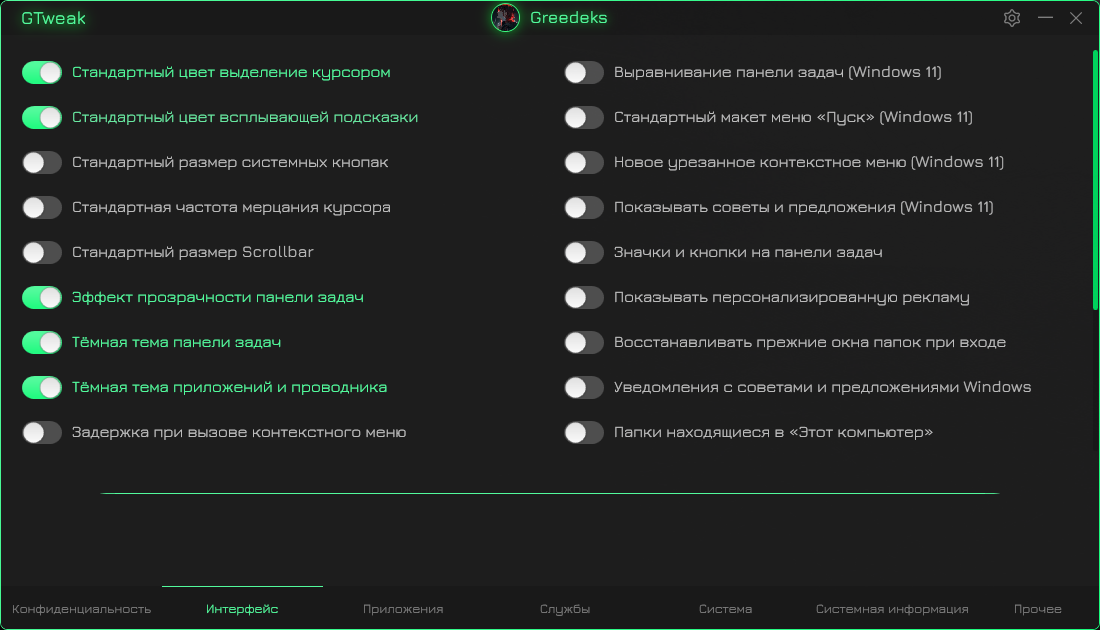 GTweak
Greedeks
Стандартный цвет выделение курсором
Стандартный цвет всплывающей подсказки
Стандартный размер системных кнопак
Стандартная частота мерцания курсора
Стандартный размер Scrollbar
Эффект прозрачности панели задач
Тёмная тема панели задач
Тёмная тема приложений и проводника
Задержка при вызове контекстного меню
Выравнивание панели задач (Windows 11)
Стандартный макет меню «Пуск» (Windows 11)
Новое урезанное контекстное меню (Windows 11)
Показывать советы и предложения (Windows 11)
Значки и кнопки на панели задач
Показывать персонализированную рекламу
Восстанавливать прежние окна папок при входе
Уведомления с советами и предложениями Windows
Папки находящиеся в «Этот компьютер»
Конфиденциальность
Интерфейс
Приложения
Службы
Система
Системная информация
Прочее